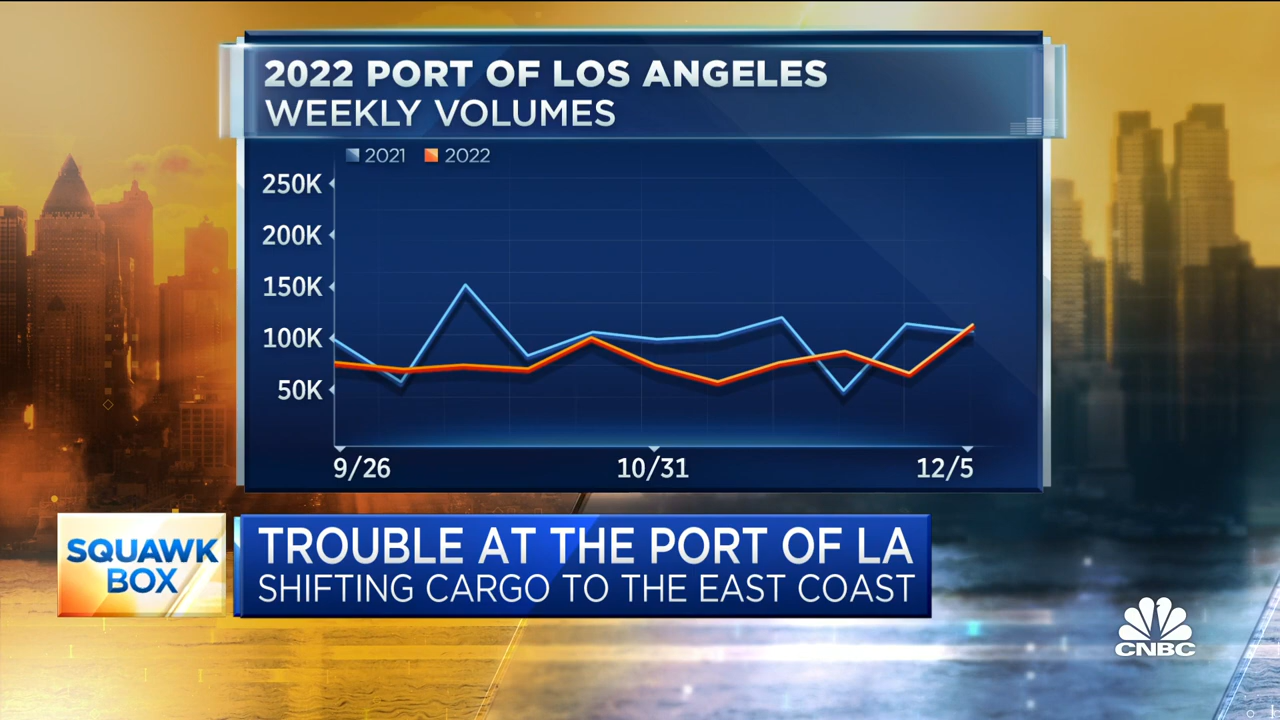 2022 PORT OF LOS ANGELES
WEEKLY VOLUMES
2021 2022
250K
200K
150K
100K
50K
9/26 10/31 12/5
SQUAWK
BOX
TROUBLE AT THE PORT OF LA
SHIFTING CARGO TO THE EAST COAST
CNBC